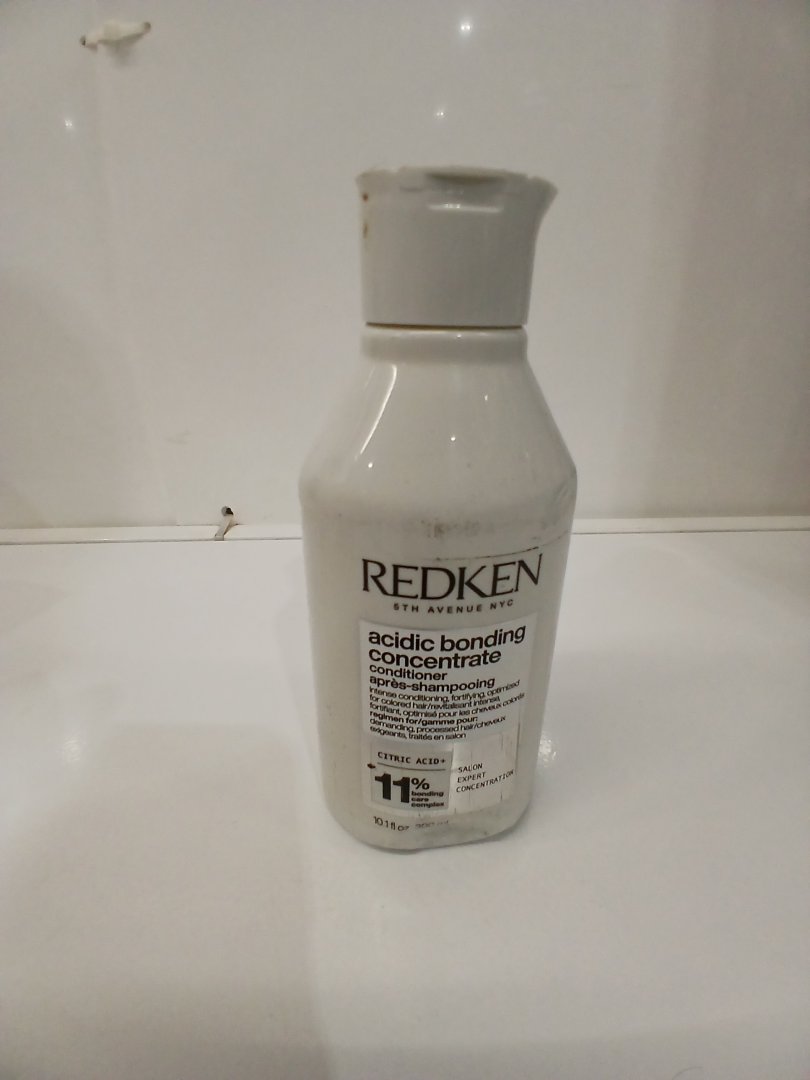 REDKEN
5TH AVENUE NYC
acidic bonding
concentrate
conditioner
après-shampooing
intense conditioning, fortifying, optimized
for colored hair/revitalisant intense,
fortifiant, optimisé pour les cheveux colorés
regimen for/gamme pour:
demanding, processed hair/cheveux
exigeants, traités en salon
CITRIC ACID+
11%
bonding
care
complex
SALON
EXPERT
CONCENTRATION
10.1 fl oz 300 ml